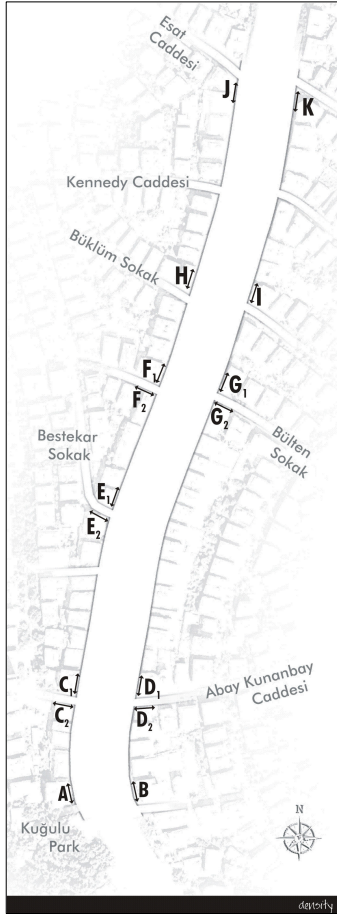 Esat
Caddesi
J
K
Kennedy Caddesi
Büklüm Sokak
H
I
F1
F2
G1
G2
Bestekar
Sokak
Bülten
Sokak
E1
E2
C1
C2
D1
D2
Abay Kunanbay
Caddesi
A
B
Kuğulu
Park
N
density